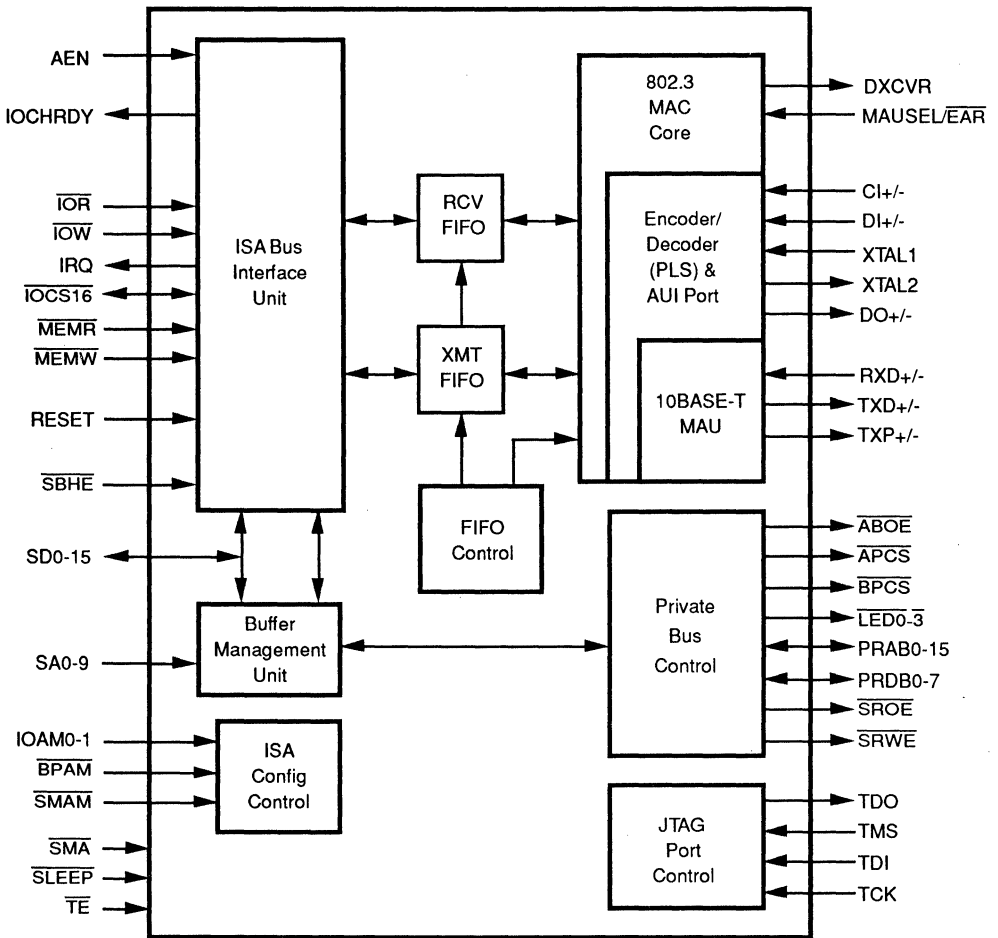 AEN
IOCHRDY
IOR
IOW
IRQ
IOCS16
MEMR
MEMW
RESET
SBHE
SD0-15
SA0-9
IOAM0-1
BPAM
SMAM
SMA
SLEEP
TE
ISA Bus
Interface
Unit
Buffer
Management
Unit
ISA
Config
Control
RCV
FIFO
XMT
FIFO
FIFO
Control
802.3
MAC
Core
Encoder/
Decoder
(PLS) &
AUI Port
10BASE-T
MAU
Private
Bus
Control
JTAG
Port
Control
DXCVR
MAUSEL/EAR
CI+/-
DI+/-
XTAL1
XTAL2
DO+/-
RXD+/-
TXD+/-
TXP+/-
ABOE
APCS
BPCS
LED0-3
PRAB0-15
PRDB0-7
SROE
SRWE
TDO
TMS
TDI
TCK